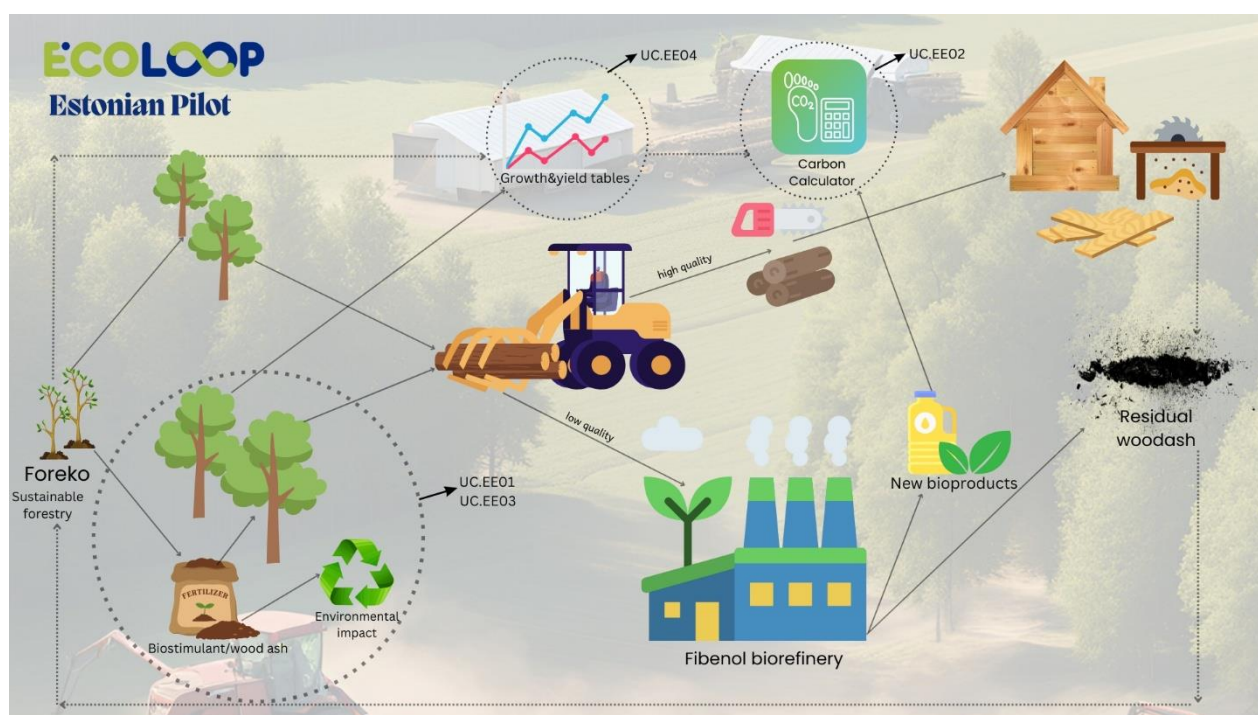 ECOLOOP
Estonian Pilot
UC.EE04
UC.EE02
Growth&yield tables
CO₂
Carbon
Calculator
high quality
low quality
Residual
woodash
Foreko
Sustainable
forestry
UC.EE01
UC.EE03
New bioproducts
FERTILIZER
Environmental
impact
Biostimulant/wood ash
Fibenol biorefinery